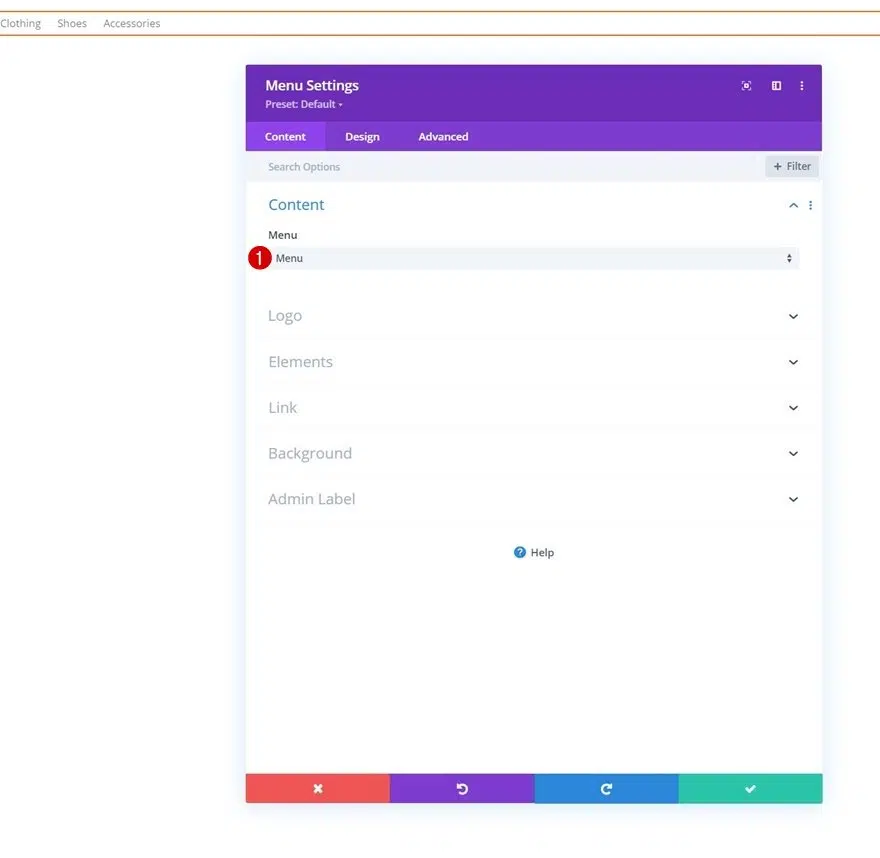 Clothing Shoes Accessories
Menu Settings
Preset: Default
Content Design Advanced
Search Options + Filter
Content
Menu
1 Menu
Logo
Elements
Link
Background
Admin Label
? Help